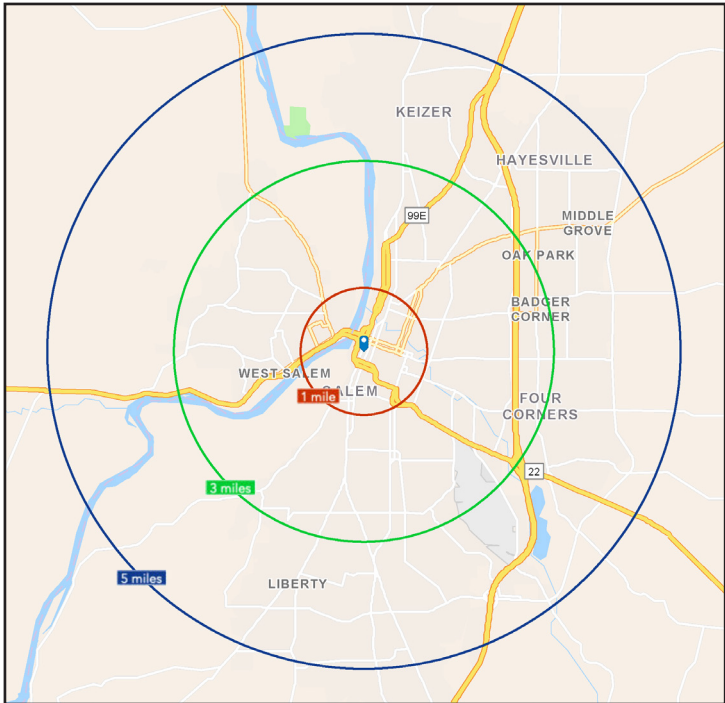 KEIZER
HAYESVILLE
99E
MIDDLE
GROVE
OAK PARK
BADGER
CORNER
WEST SALEM
SALEM
1 mile
FOUR
CORNERS
22
3 miles
5 miles
LIBERTY